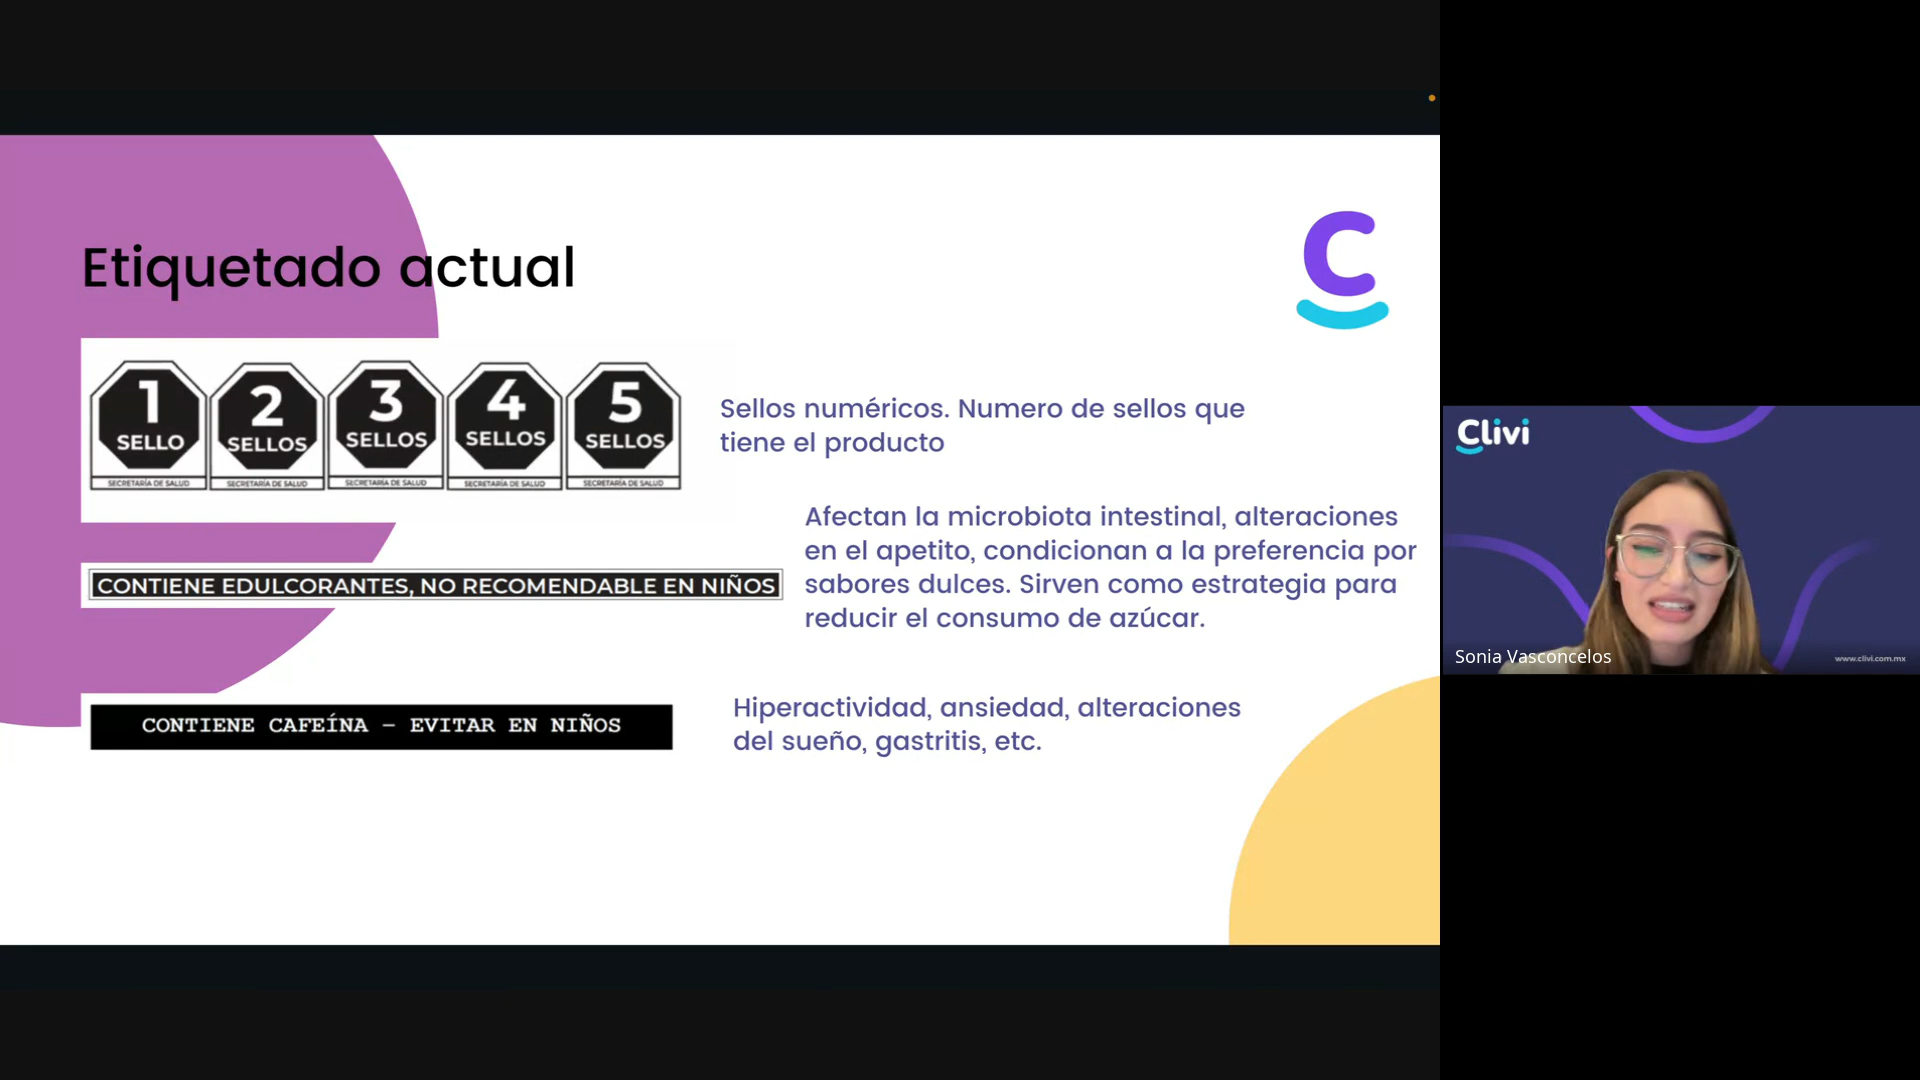 Etiquetado actual
1 SELLO
SECRETARÍA DE SALUD
2 SELLOS
SECRETARÍA DE SALUD
3 SELLOS
SECRETARÍA DE SALUD
4 SELLOS
SECRETARÍA DE SALUD
5 SELLOS
SECRETARÍA DE SALUD
Sellos numéricos. Numero de sellos que
tiene el producto
CONTIENE EDULCORANTES, NO RECOMENDABLE EN NIÑOS
Afectan la microbiota intestinal, alteraciones
en el apetito, condicionan a la preferencia por
sabores dulces. Sirven como estrategia para
reducir el consumo de azúcar.
CONTIENE CAFEÍNA – EVITAR EN NIÑOS
Hiperactividad, ansiedad, alteraciones
del sueño, gastritis, etc.
C
Clivi
Sonia Vasconcelos
www.clivi.com.mx